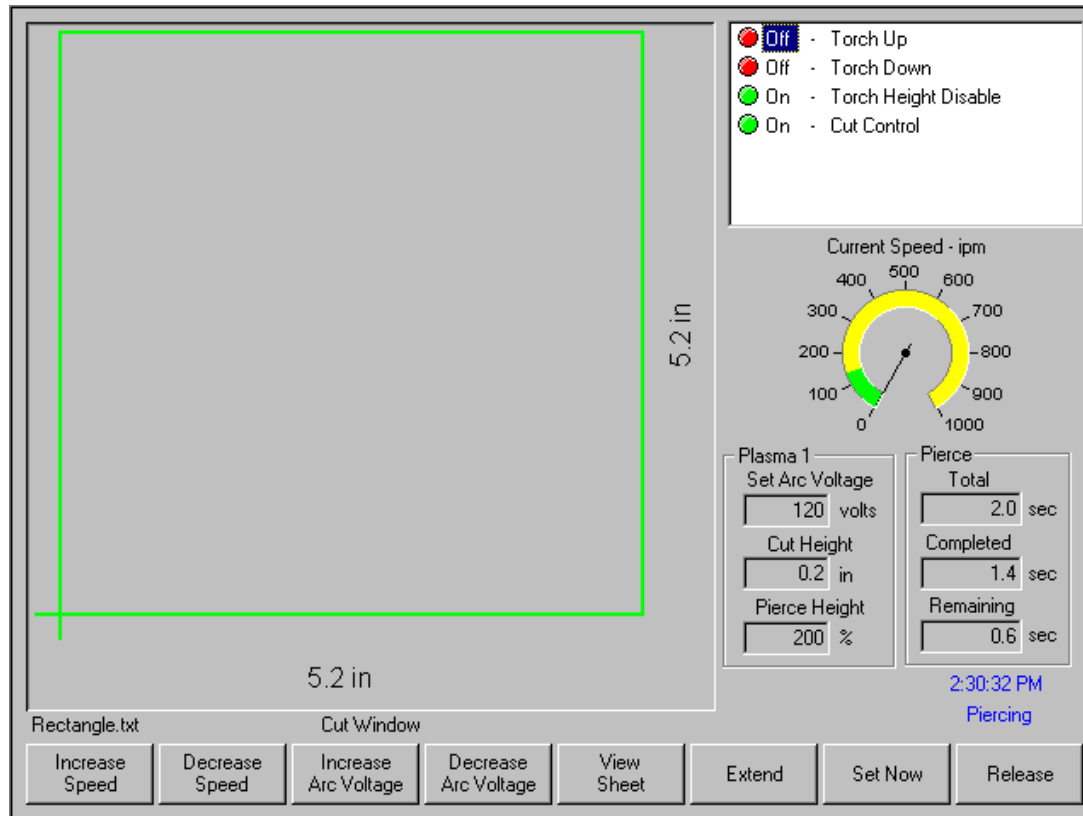 Off - Torch Up
Off - Torch Down
On - Torch Height Disable
On - Cut Control
5.2 in
5.2 in
Current Speed - ipm
0
100
200
300
400
500
600
700
800
900
1000
Plasma 1
Set Arc Voltage
120 volts
Cut Height
0.2 in
Pierce Height
200 %
Pierce
Total
2.0 sec
Completed
1.4 sec
Remaining
0.6 sec
2:30:32 PM
Piercing
Rectangle.txt
Cut Window
Increase
Speed
Decrease
Speed
Increase
Arc Voltage
Decrease
Arc Voltage
View
Sheet
Extend
Set Now
Release